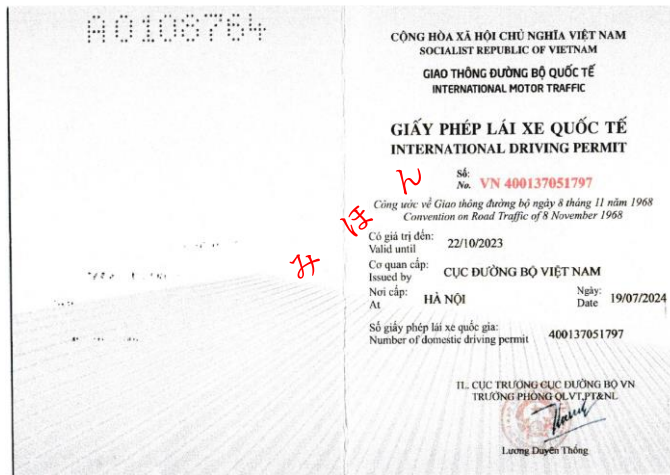 A0108764
CỘNG HÒA XÃ HỘI CHỦ NGHĨA VIỆT NAM
SOCIALIST REPUBLIC OF VIETNAM
GIAO THÔNG ĐƯỜNG BỘ QUỐC TẾ
INTERNATIONAL MOTOR TRAFFIC
GIẤY PHÉP LÁI XE QUỐC TẾ
INTERNATIONAL DRIVING PERMIT
Số:
No. VN 400137051797
Công ước về Giao thông đường bộ ngày 8 tháng 11 năm 1968
Convention on Road Traffic of 8 November 1968
Có giá trị đến:
Valid until 22/10/2023
Cơ quan cấp:
Issued by CỤC ĐƯỜNG BỘ VIỆT NAM
Nơi cấp: Ngày:
At HÀ NỘI Date 19/07/2024
Số giấy phép lái xe quốc gia:
Number of domestic driving permit 400137051797
TL. CỤC TRƯỞNG CỤC ĐƯỜNG BỘ VN
TRƯỞNG PHÒNG QLVT,PT&NL
Lương Duyên Thống
みほん